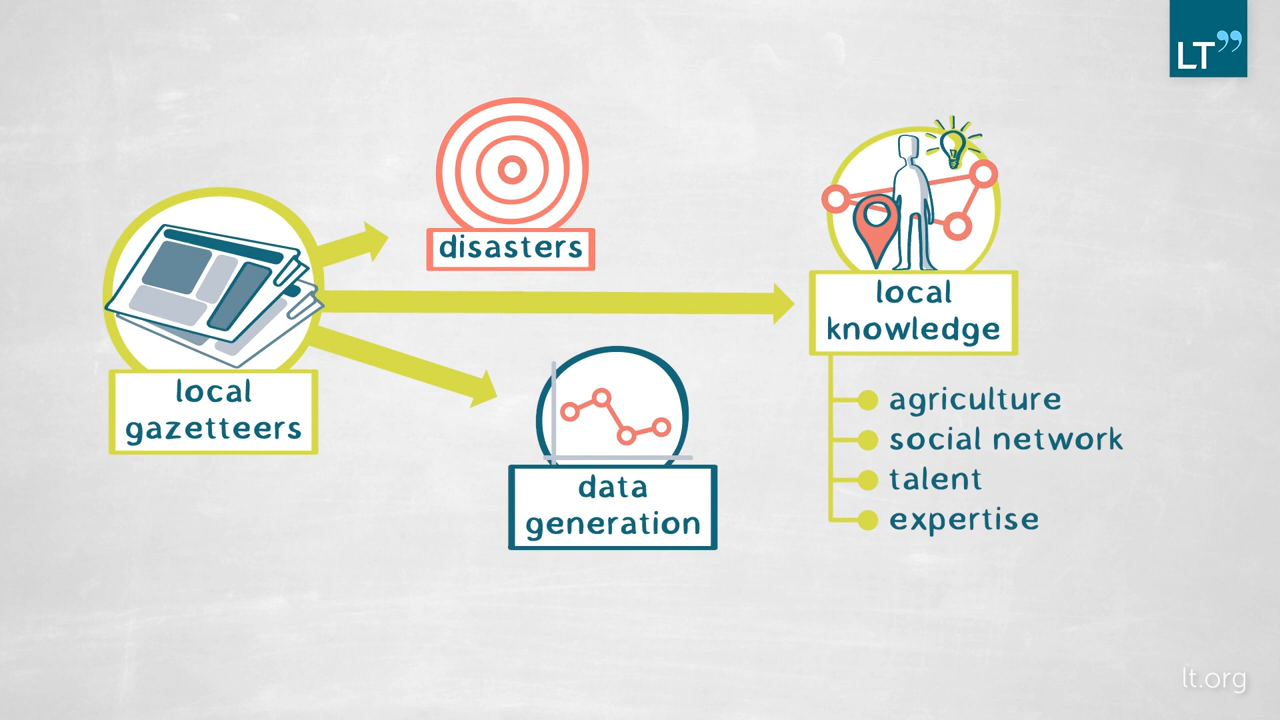 LT”
disasters
local
gazetteers
local
knowledge
data
generation
agriculture
social network
talent
expertise
lt.org